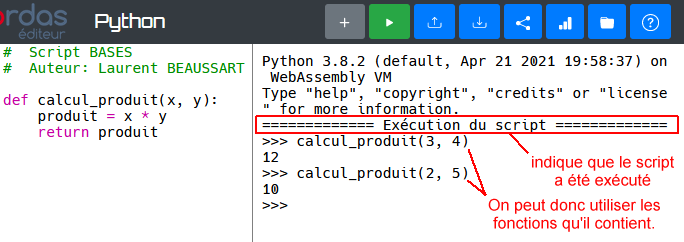 ordas
éditeur
Python
# Script BASES
# Auteur: Laurent BEAUSSART
def calcul_produit(x, y):
produit = x * y
return produit
Python 3.8.2 (default, Apr 21 2021 19:58:37) on
WebAssembly VM
Type "help", "copyright", "credits" or "license
" for more information.
============= Exécution du script =============
>>> calcul_produit(3, 4)
12
>>> calcul_produit(2, 5)
10
>>>
indique que le script
a été exécuté
On peut donc utiliser les
fonctions qu'il contient.